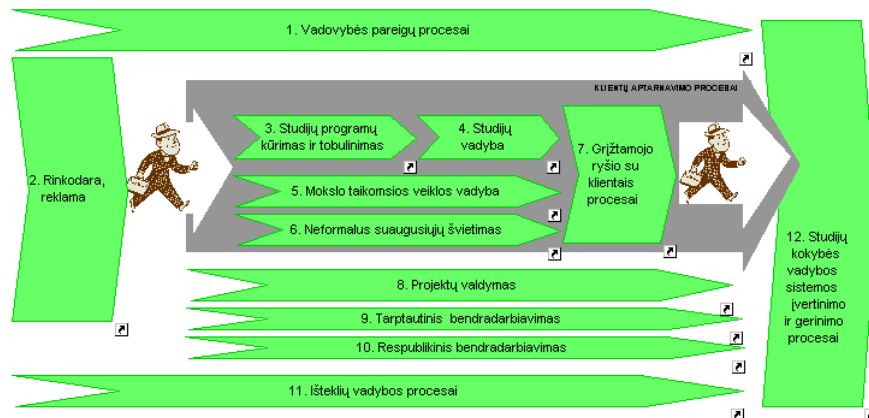 1. Vadovybės pareigų procesai
KLIENTŲ APTARNAVIMO PROCEBAI
2. Rinkodara,
reklama
3. Studijų programų
kūrimas ir tobulinimas
4. Studijų
vadyba
5. Mokslo taikomsios veiklos vadyba
6. Neformalus suaugusiųjų švietimas
7. Grįžtamojo
ryšio su
klientais
procesai
8. Projektų valdymas
9. Tarptautinis bendradarbiavimas
10. Respublikinis bendradarbiavimas
11. Išteklių vadybos procesai
12. Studijų
kokybės
vadybos
sistemos
įvertinimo
ir gerinimo
procesai